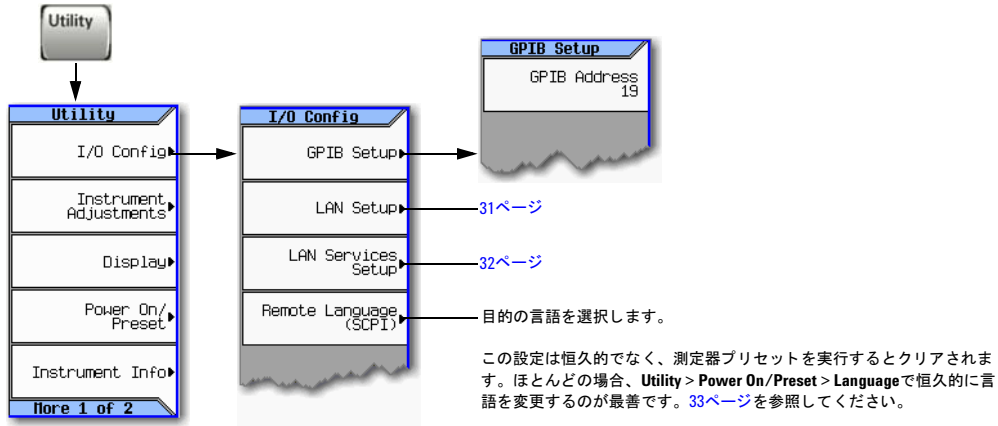 Utility
Utility
I/O Config
Instrument
Adjustments
Display
Power On/
Preset
Instrument Info
More 1 of 2
I/O Config
GPIB Setup
LAN Setup
LAN Services
Setup
Remote Language
(SCPI)
GPIB Setup
GPIB Address
19
31ページ
32ページ
目的の言語を選択します。
この設定は恒久的でなく、測定器プリセットを実行するとクリアされま
す。ほとんどの場合、Utility > Power On/Preset > Languageで恒久的に言
語を変更するのが最善です。33ページを参照してください。